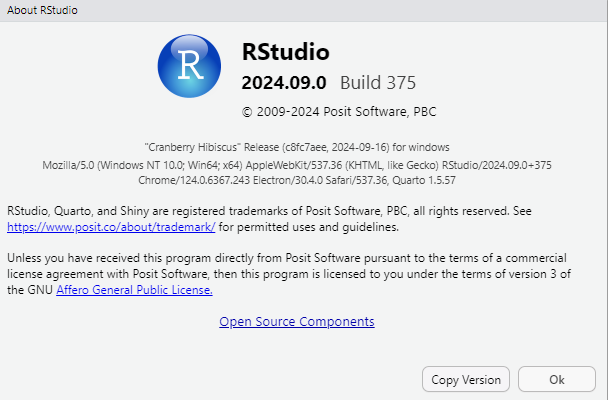 About RStudio
R
RStudio
2024.09.0 Build 375
© 2009-2024 Posit Software, PBC
"Cranberry Hibiscus" Release (c8fc7aee, 2024-09-16) for windows
Mozilla/5.0 (Windows NT 10.0; Win64; x64) AppleWebKit/537.36 (KHTML, like Gecko) RStudio/2024.09.0+375
Chrome/124.0.6367.243 Electron/30.4.0 Safari/537.36, Quarto 1.5.57
RStudio, Quarto, and Shiny are registered trademarks of Posit Software, PBC, all rights reserved. See
https://www.posit.co/about/trademark/ for permitted uses and guidelines.
Unless you have received this program directly from Posit Software pursuant to the terms of a commercial
license agreement with Posit Software, then this program is licensed to you under the terms of version 3 of
the GNU Affero General Public License.
Open Source Components
Copy Version
Ok